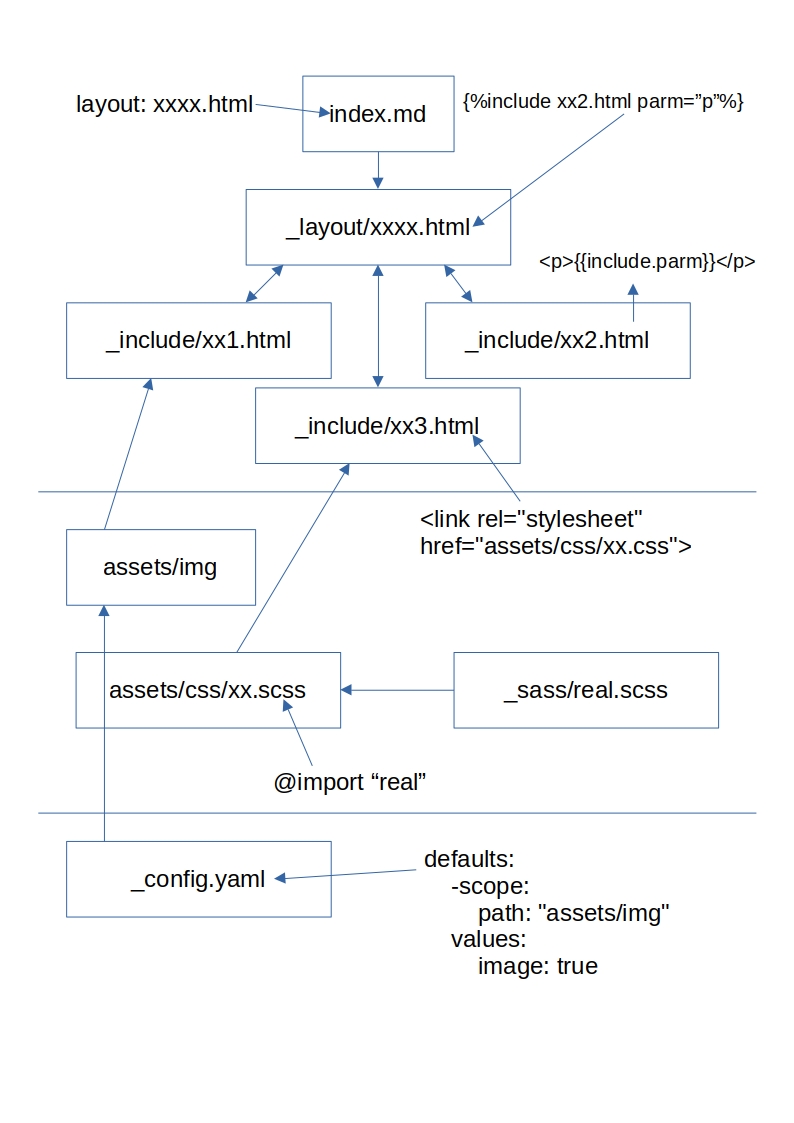 layout: xxxx.html
index.md
{%include xx2.html parm=”p”%}
_layout/xxxx.html
<p>{{include.parm}}</p>
_include/xx1.html
_include/xx2.html
_include/xx3.html
<link rel="stylesheet"
href="assets/css/xx.css">
assets/img
assets/css/xx.scss
_sass/real.scss
@import “real”
_config.yaml
defaults:
-scope:
path: "assets/img"
values:
image: true